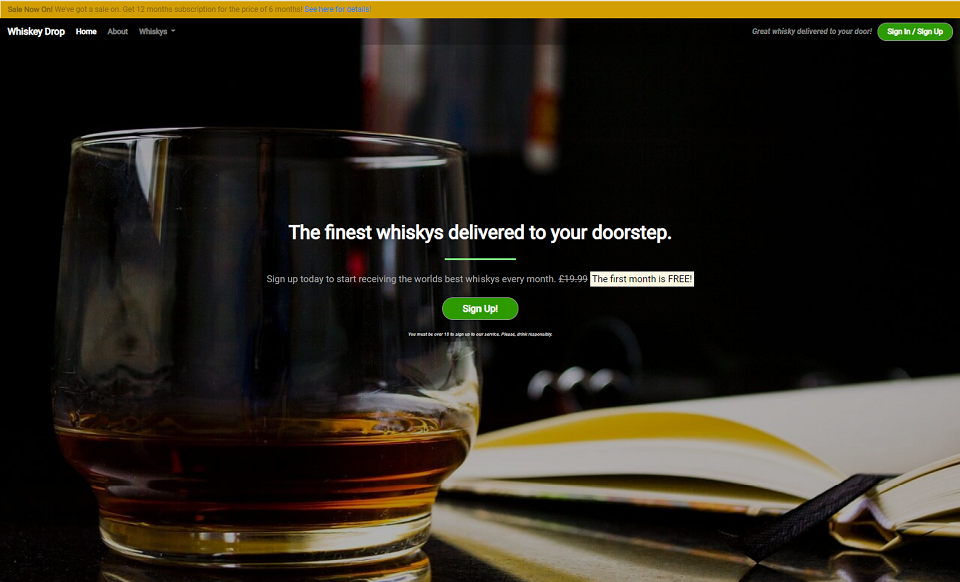 Sale Now On! We've got a sale on. Get 12 months subscription for the price of 6 months! See here for details!
Whiskey Drop Home About Whiskys Great whisky delivered to your door! Sign In / Sign Up
The finest whiskys delivered to your doorstep.
Sign up today to start receiving the worlds best whiskys every month. £19.99 The first month is FREE!
Sign Up!
You must be over 18 to sign up to our service. Please, drink responsibly.